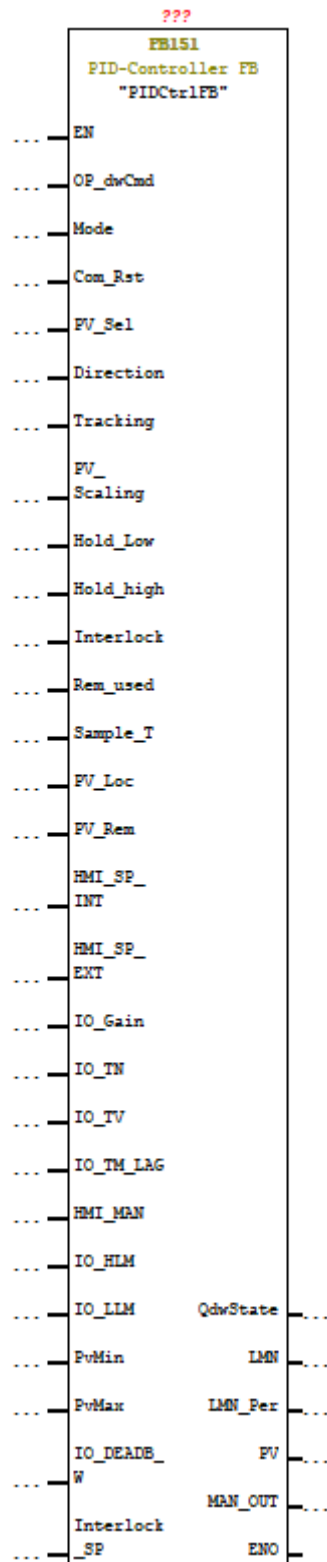 ???
FB151
PID-Controller FB
"PIDCtrlFB"
... EN
... OP_dwCmd
... Mode
... Com_Rst
... PV_Sel
... Direction
... Tracking
PV_
... Scaling
... Hold_Low
... Hold_high
... Interlock
... Rem_used
... Sample_T
... PV_Loc
... PV_Rem
HMI_SP_
... INT
HMI_SP_
... EXT
... IO_Gain
... IO_TN
... IO_TV
... IO_TM_LAG
... HMI_MAN
... IO_HLM
... IO_LLM QdwState ...
... PvMin LMN ...
... PvMax LMN_Per ...
IO_DEADB_ PV ...
... W
MAN_OUT ...
Interlock
... _SP ENO